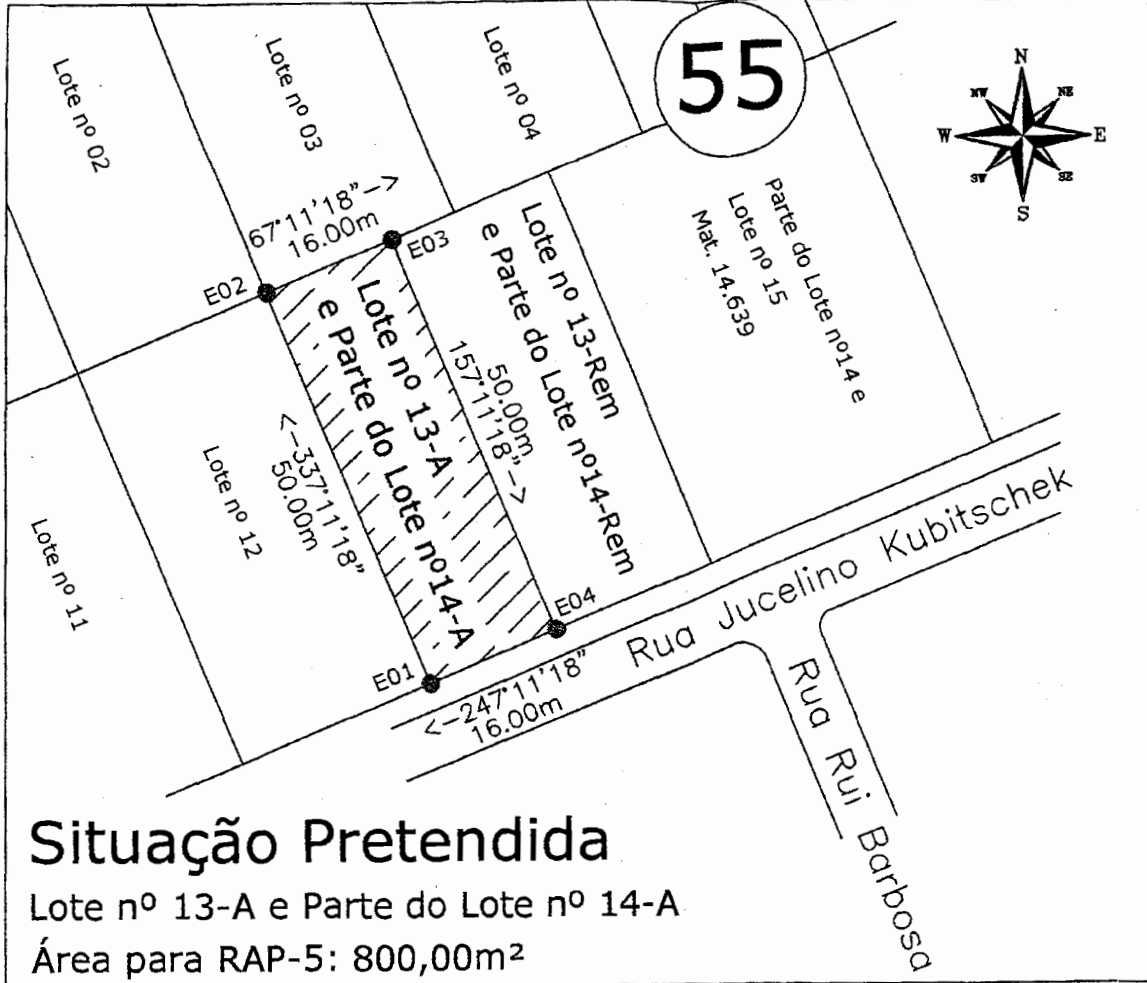 55
Lote nº 02
Lote nº 03
Lote nº 04
N
NE
E
SE
S
SW
W
NW
67°11'18"->
16.00m
E02
E03
Lote nº 13-A
e Parte do Lote nº14-A
Lote nº 13-Rem
e Parte do Lote nº14-Rem
Parte do Lote nº14 e
Lote nº 15
Mat. 14.639
50.00m
157°11'18"->
<-337°11'18"
50.00m
Lote nº 12
Lote nº 11
E01
E04
<-247°11'18"
16.00m
Rua Jucelino Kubitschek
Rua Rui Barbosa
Situação Pretendida
Lote nº 13-A e Parte do Lote nº 14-A
Área para RAP-5: 800,00m²